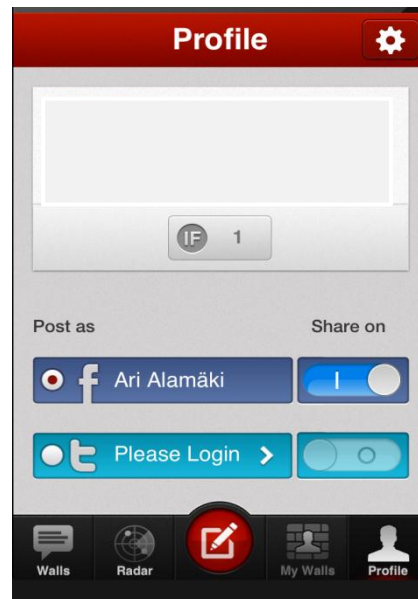 Profile
IF 1
Post as Share on
f Ari Alamäki I
t Please Login O
Walls Radar My Walls Profile